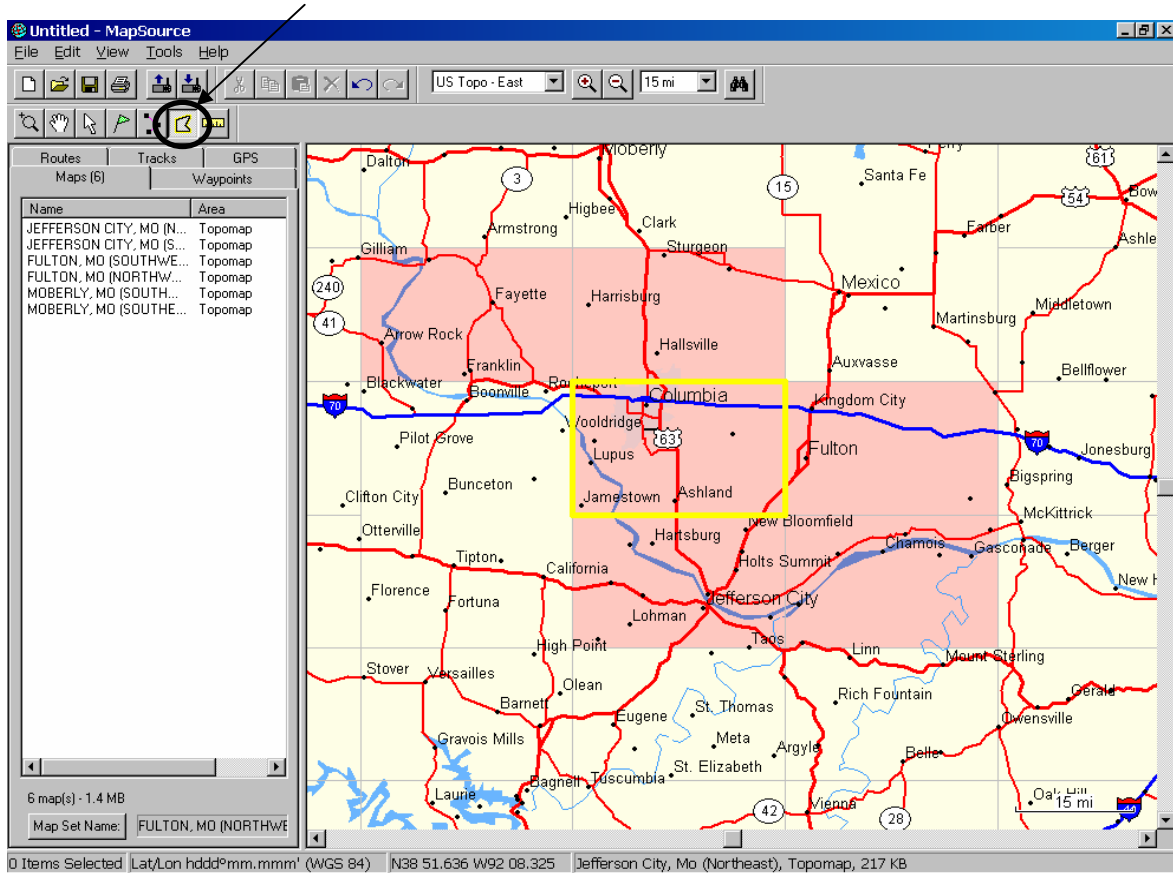 Untitled - MapSource
File Edit View Tools Help
US Topo - East 15 mi
Routes Tracks GPS
Maps (6) Waypoints
Name Area
JEFFERSON CITY, MO (N... Topomap
JEFFERSON CITY, MO (S... Topomap
FULTON, MO (SOUTHWE... Topomap
FULTON, MO (NORTHW... Topomap
MOBERLY, MO (SOUTH... Topomap
MOBERLY, MO (SOUTHE... Topomap
6 map(s) - 1.4 MB
Map Set Name: FULTON, MO (NORTHWE
Moberly
Dalton
61
3
15
Santa Fe
54
Bow
Higbee
Clark
Armstrong
Farber
Ashle
Gilliam
Sturgeon
240
Mexico
Fayette
Harrisburg
Middletown
41
Martinsburg
Arrow Rock
Hallsville
Franklin
Auxvasse
Bellflower
Blackwater
Boonville
Rocheport
Columbia
Kingdom City
70
Wooldridge
63
70
Pilot Grove
Lupus
Fulton
Jonesburg
Bunceton
Bigspring
Clifton City
Jamestown
Ashland
McKittrick
Otterville
New Bloomfield
Hartsburg
Chamois
Gasconade
Berger
Tipton
California
Holts Summit
New H
Florence
Fortuna
Jefferson City
Lohman
High Point
Taos
Linn
Mount Sterling
Stover
Versailles
Olean
Rich Fountain
Gerald
Barnett
Eugene
St. Thomas
Owensville
Gravois Mills
Meta
Argyle
Belle
Bagnell
Tuscumbia
St. Elizabeth
Laurie
Oak Hill
15 mi
42
Vienna
28
44
0 Items Selected Lat/Lon hdddºmm.mmm' (WGS 84) N38 51.636 W92 08.325 Jefferson City, Mo (Northeast), Topomap, 217 KB